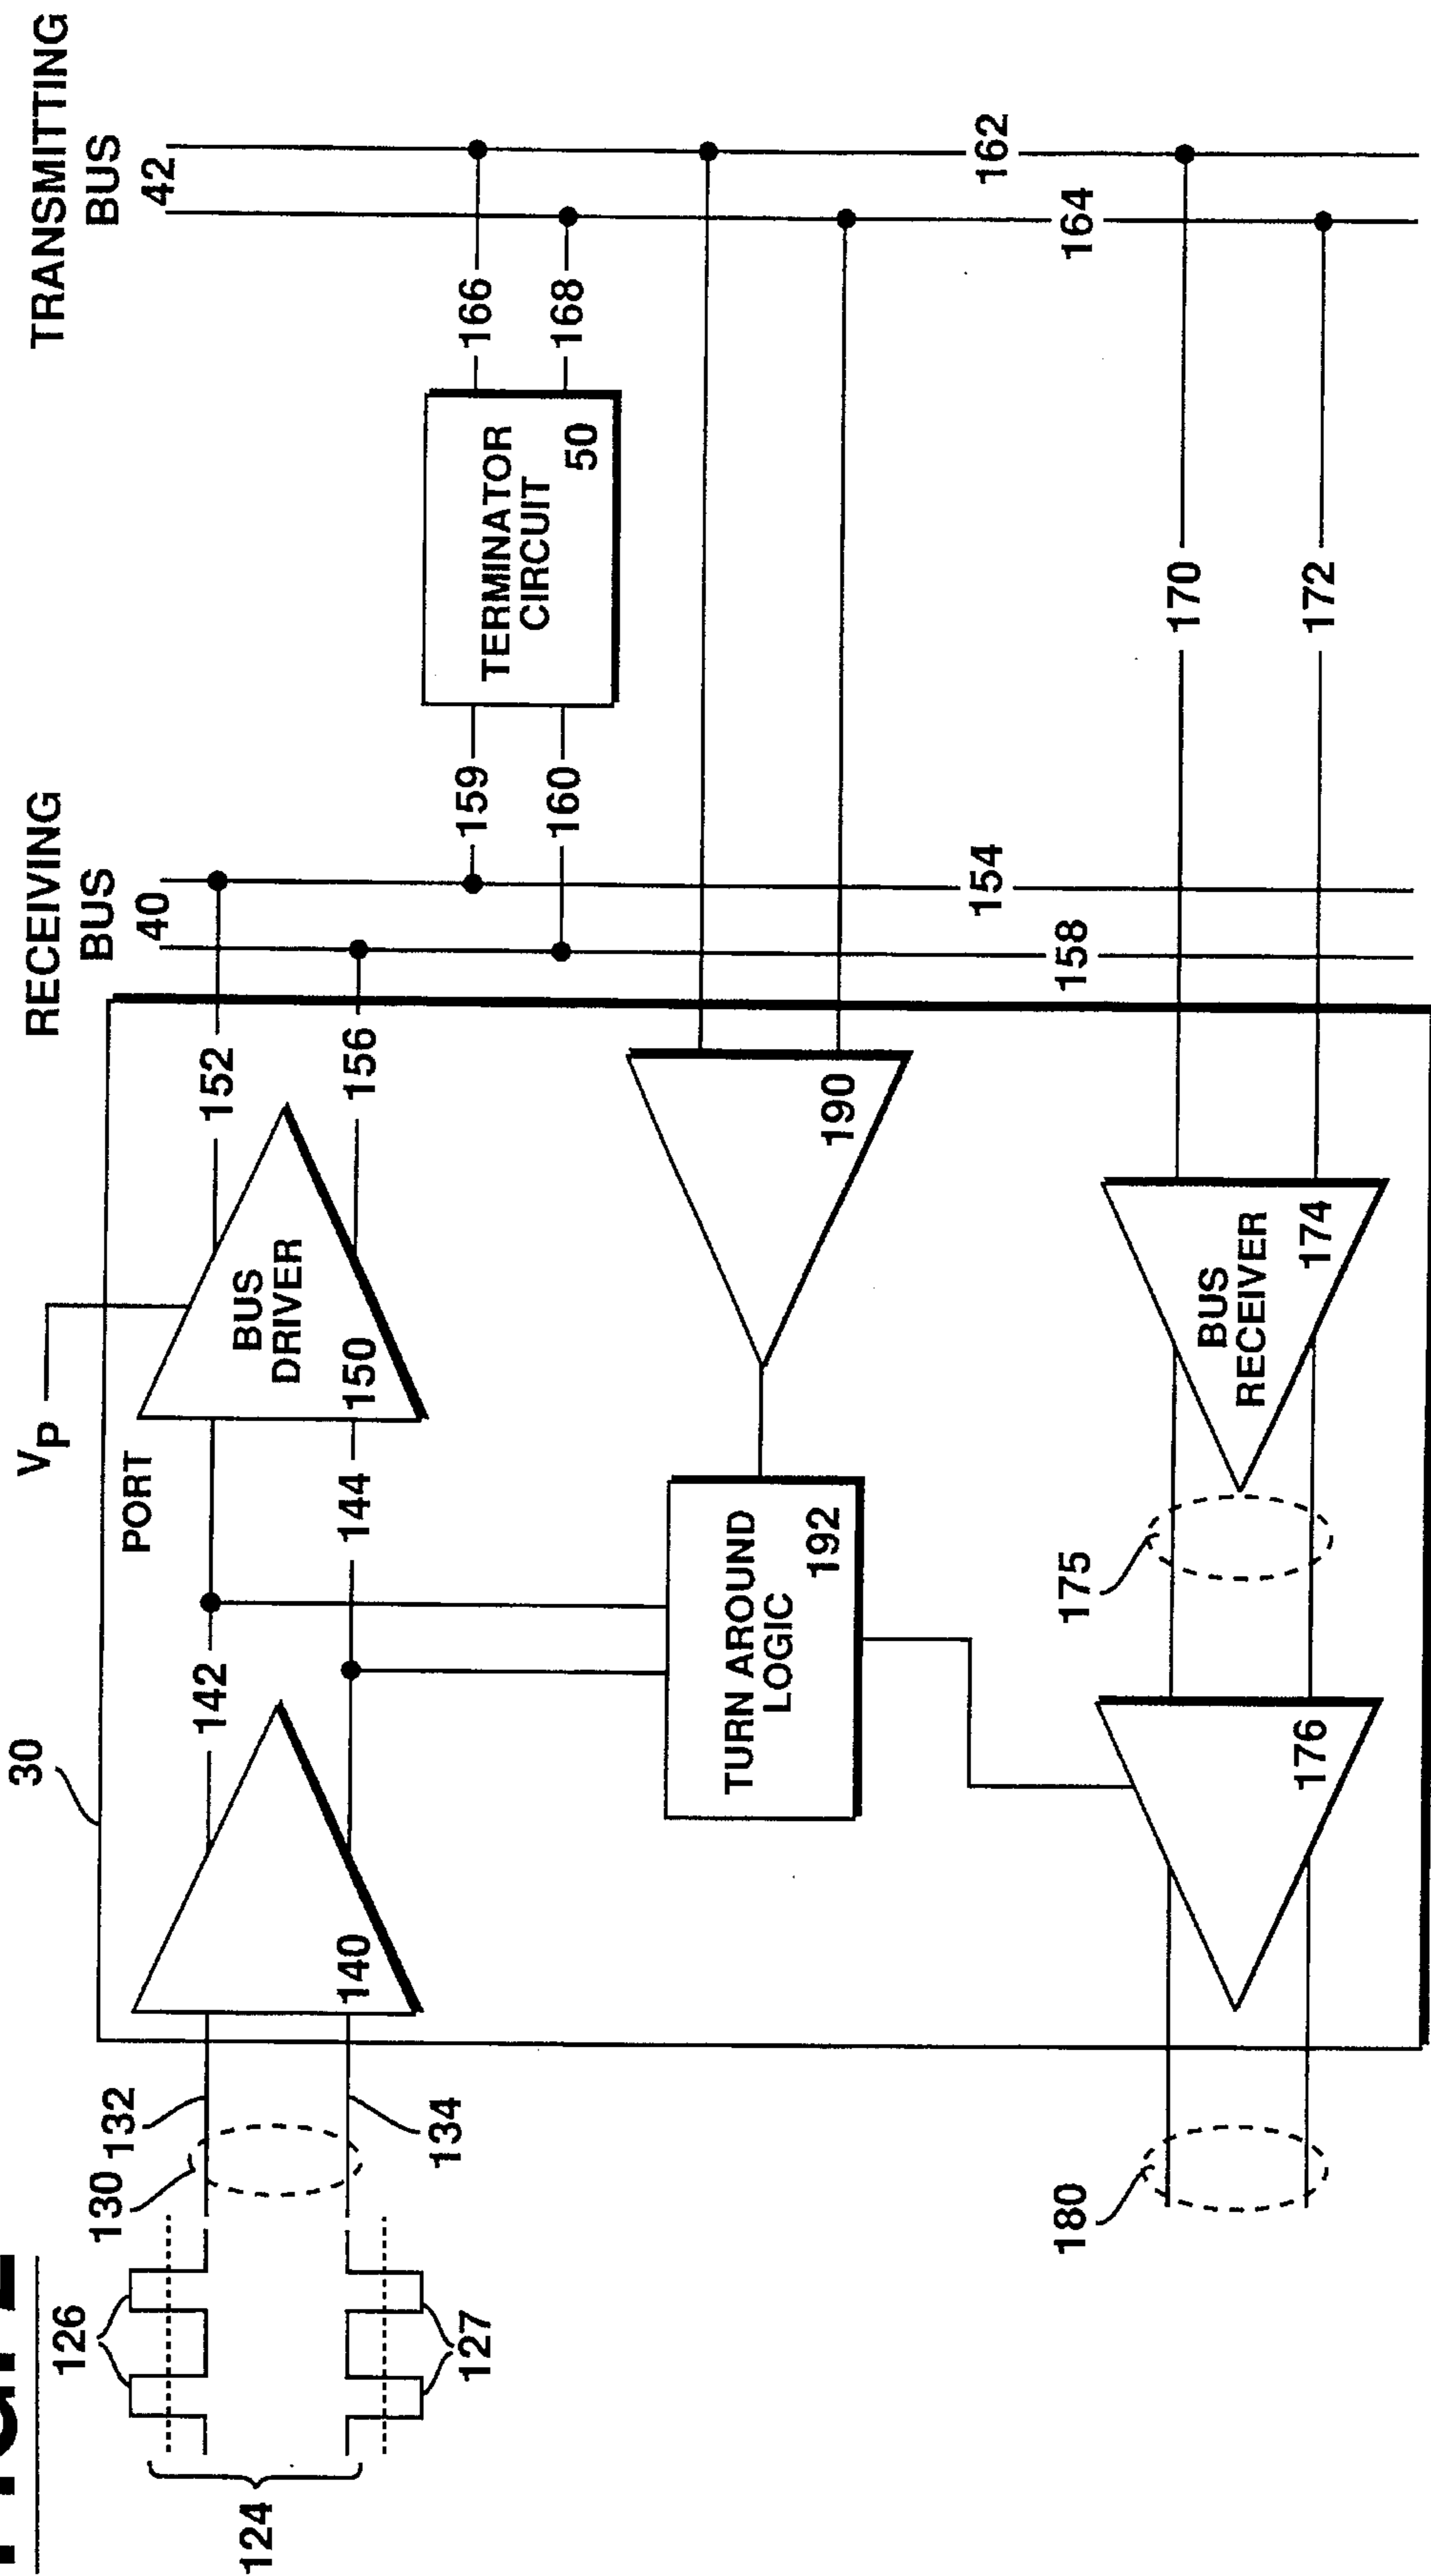 30
VP
RECEIVING
BUS
40
TRANSMITTING
BUS
42
126
130
132
PORT
142
152
BUS
DRIVER
150
124
140
144
156
134
127
159
166
TERMINATOR
CIRCUIT
50
160
168
TURN AROUND
LOGIC
192
190
154
162
158
164
180
175
170
BUS
RECEIVER
174
176
172